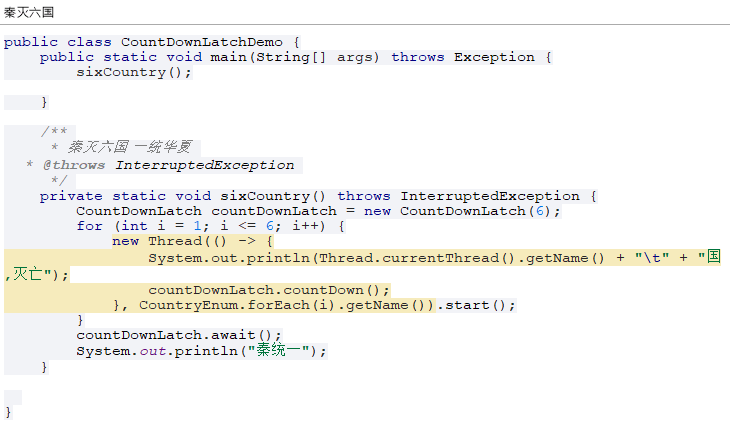 秦灭六国
public class CountDownLatchDemo {
    public static void main(String[] args) throws Exception {
        sixCountry();
    }
    /**
     * 秦灭六国 一统华夏
  * @throws InterruptedException
     */
    private static void sixCountry() throws InterruptedException {
        CountDownLatch countDownLatch = new CountDownLatch(6);
        for (int i = 1; i <= 6; i++) {
            new Thread(() -> {
                System.out.println(Thread.currentThread().getName() + "\t" + "国
,灭亡");
                countDownLatch.countDown();
            }, CountryEnum.forEach(i).getName()).start();
        }
        countDownLatch.await();
        System.out.println("秦统一");
    }
}